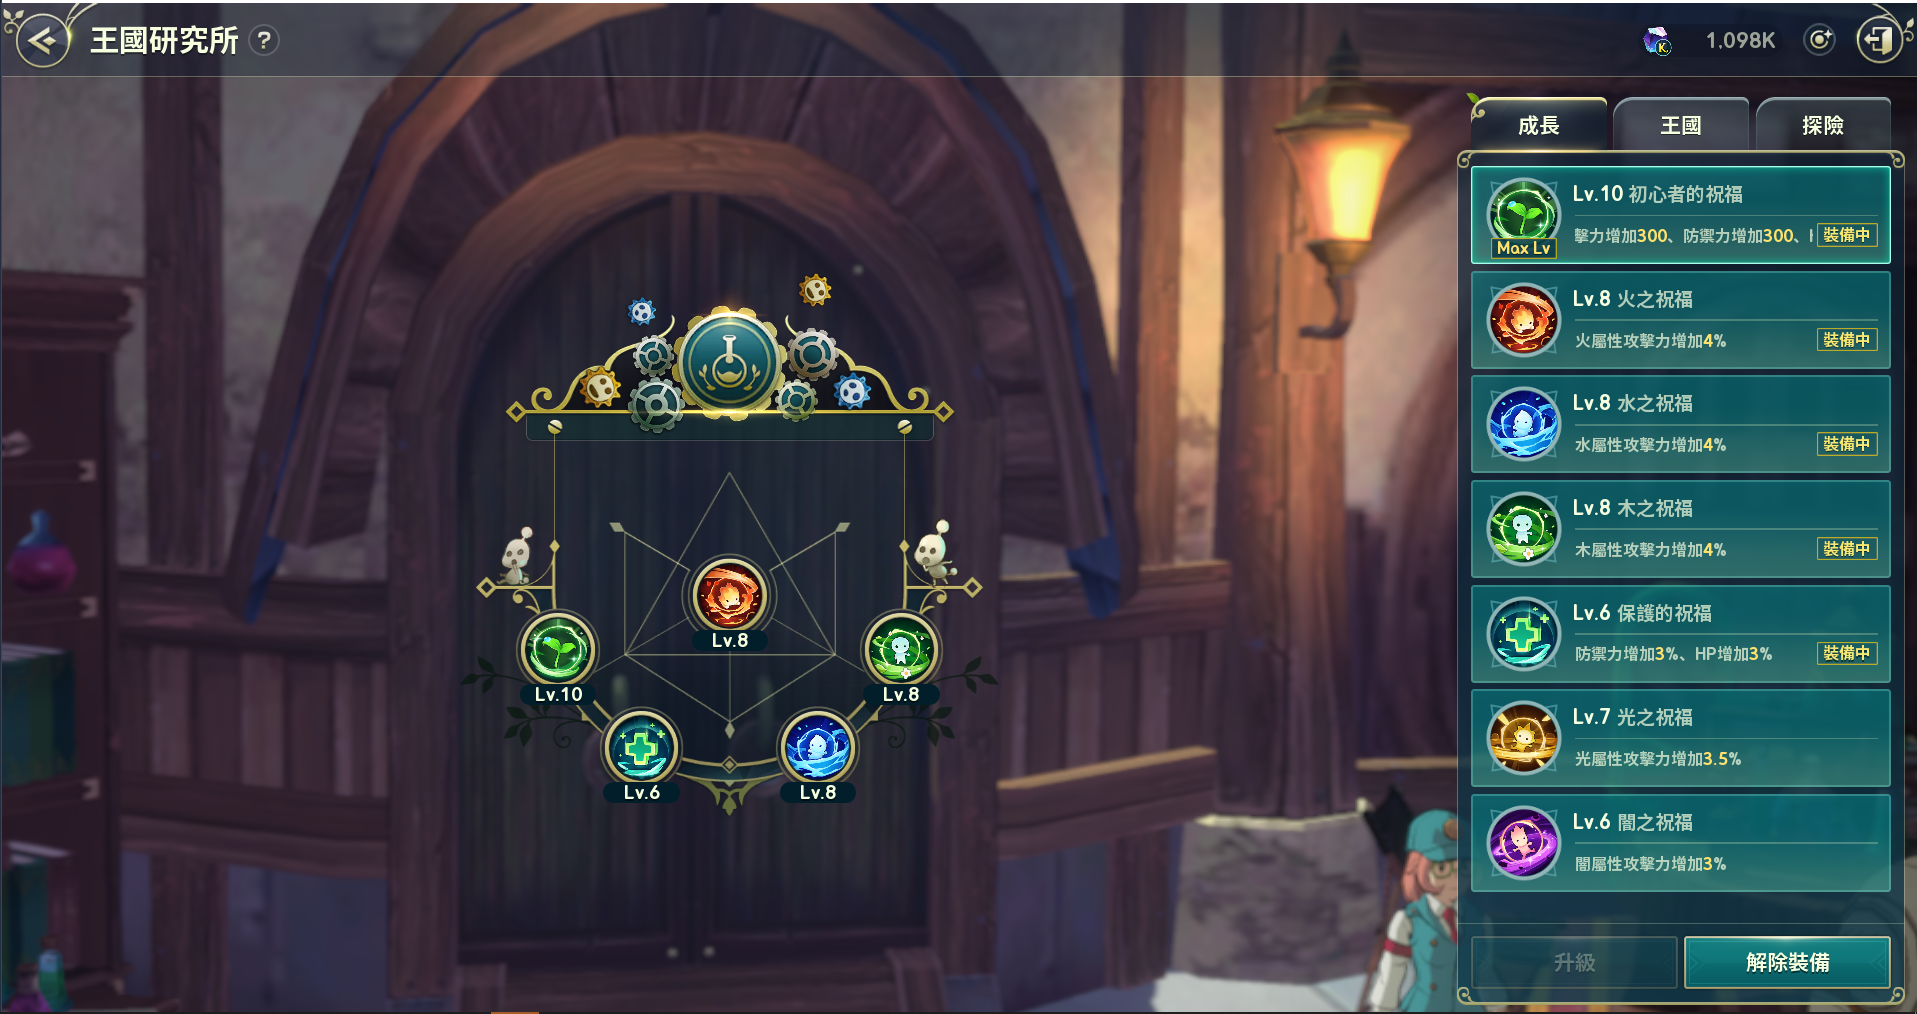 王國研究所 ?
K 1.098K
成長 王國 探險
Lv.10 初心者的祝福
擊力增加300、防禦力增加300、 裝備中
Max Lv
Lv.8 火之祝福
火屬性攻擊力增加4% 裝備中
Lv.8 水之祝福
水屬性攻擊力增加4% 裝備中
Lv.8 木之祝福
木屬性攻擊力增加4% 裝備中
Lv.6 保護的祝福
防禦力增加3%、HP增加3% 裝備中
Lv.7 光之祝福
光屬性攻擊力增加3.5%
Lv.6 闇之祝福
闇屬性攻擊力增加3%
升級 解除裝備
Lv.8
Lv.10
Lv.8
Lv.6
Lv.8